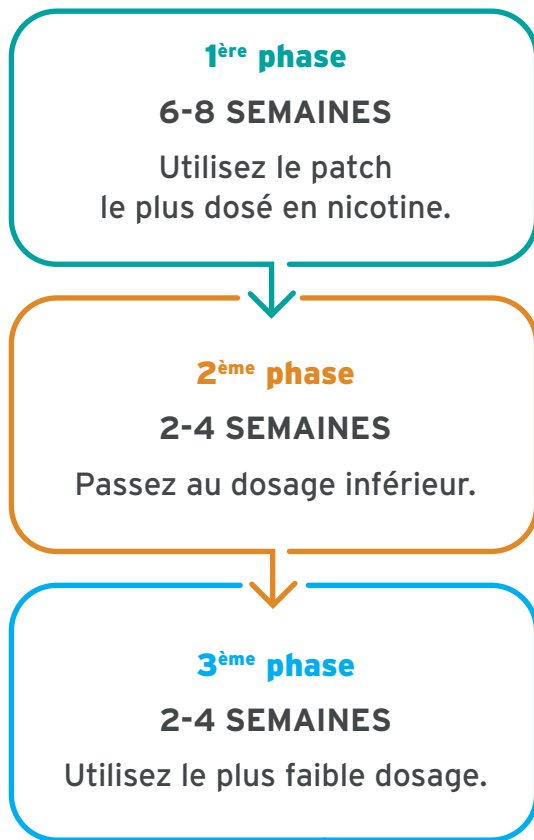 1ère phase
6-8 SEMAINES
Utilisez le patch
le plus dosé en nicotine.
2ème phase
2-4 SEMAINES
Passez au dosage inférieur.
3ème phase
2-4 SEMAINES
Utilisez le plus faible dosage.